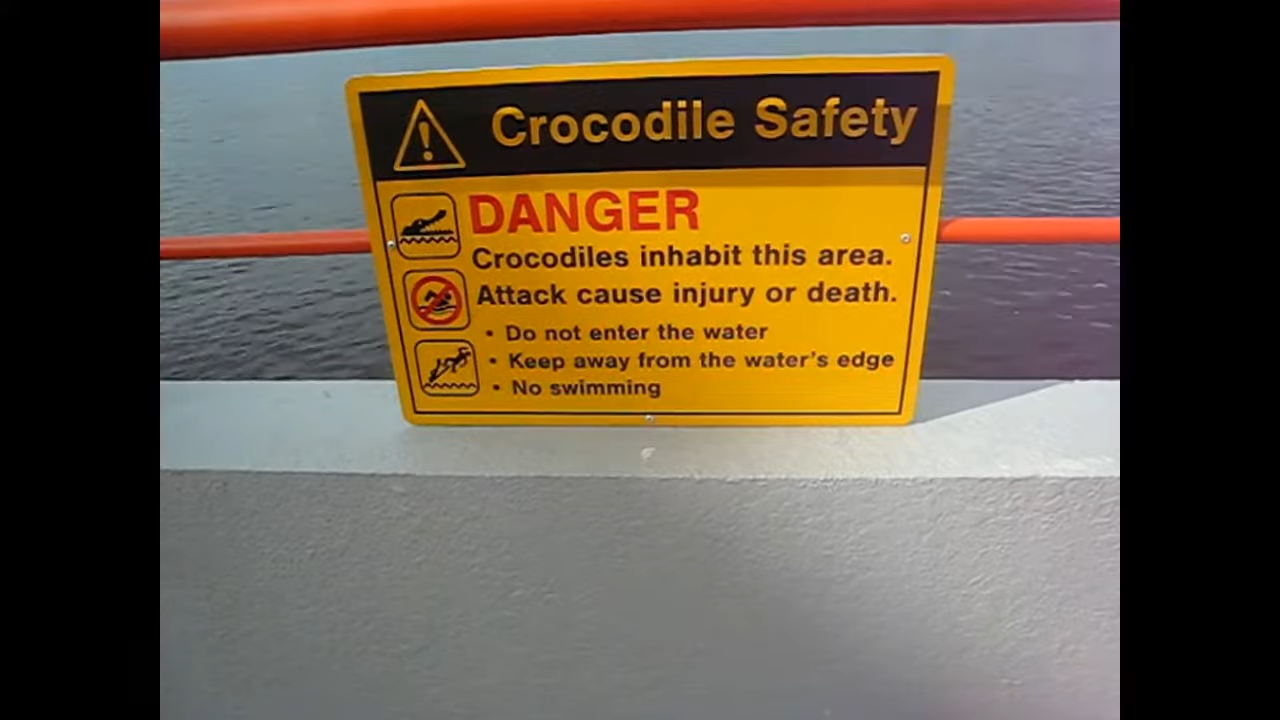 Crocodile Safety
DANGER
Crocodiles inhabit this area.
Attack cause injury or death.
• Do not enter the water
• Keep away from the water's edge
• No swimming